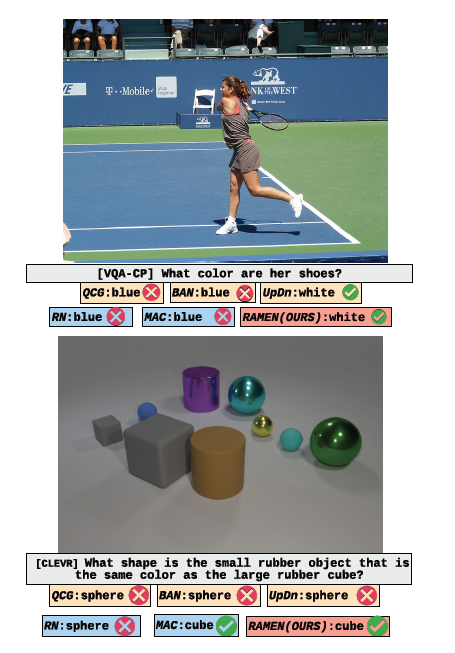 T··Mobile·
stick
together
BANK OF THE WEST
[VQA-CP] What color are her shoes?
QCG:blue BAN:blue UpDn:white
RN:blue MAC:blue RAMEN(OURS):white
[CLEVR] What shape is the small rubber object that is
the same color as the large rubber cube?
QCG:sphere BAN:sphere UpDn:sphere
RN:sphere MAC:cube RAMEN(OURS):cube